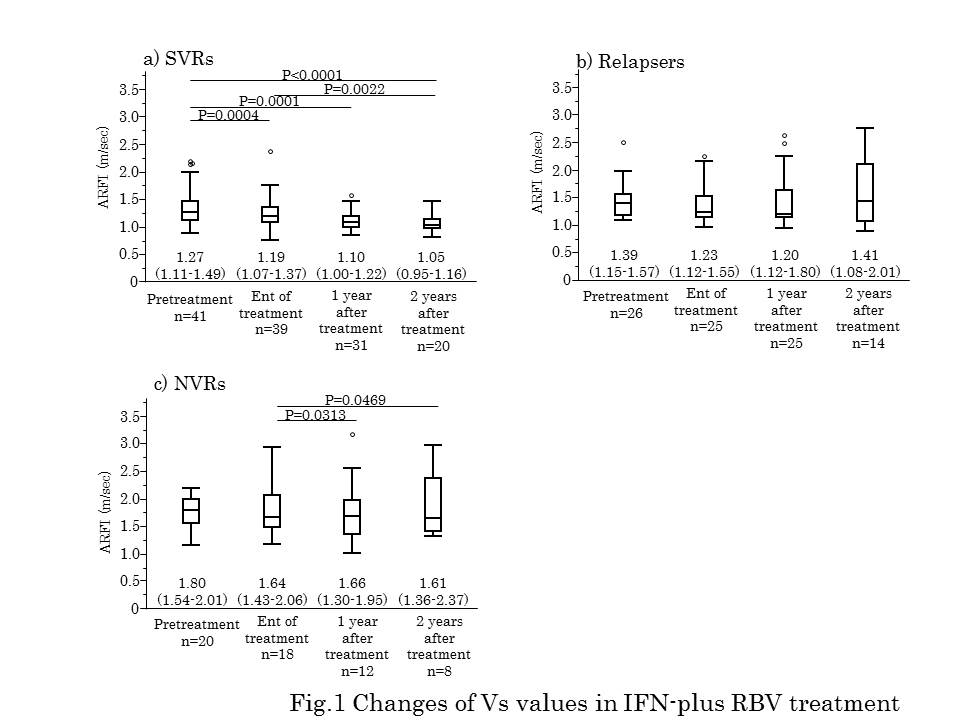 a) SVRs
P<0.0001
P=0.0022
P=0.0001
P=0.0004
ARFI (m/sec)
3.5
3.0
2.5
2.0
1.5
1.0
0.5
0
1.27 1.19 1.10 1.05
(1.11-1.49) (1.07-1.37) (1.00-1.22) (0.95-1.16)
Pretreatment
n=41
Ent of
treatment
n=39
1 year
after
treatment
n=31
2 years
after
treatment
n=20
b) Relapsers
ARFI (m/sec)
3.5
3.0
2.5
2.0
1.5
1.0
0.5
0
1.39 1.23 1.20 1.41
(1.15-1.57) (1.12-1.55) (1.12-1.80) (1.08-2.01)
Pretreatment
n=26
Ent of
treatment
n=25
1 year
after
treatment
n=25
2 years
after
treatment
n=14
c) NVRs
P=0.0469
P=0.0313
ARFI (m/sec)
3.5
3.0
2.5
2.0
1.5
1.0
0.5
0
1.80 1.64 1.66 1.61
(1.54-2.01) (1.43-2.06) (1.30-1.95) (1.36-2.37)
Pretreatment
n=20
Ent of
treatment
n=18
1 year
after
treatment
n=12
2 years
after
treatment
n=8
Fig.1 Changes of Vs values in IFN-plus RBV treatment